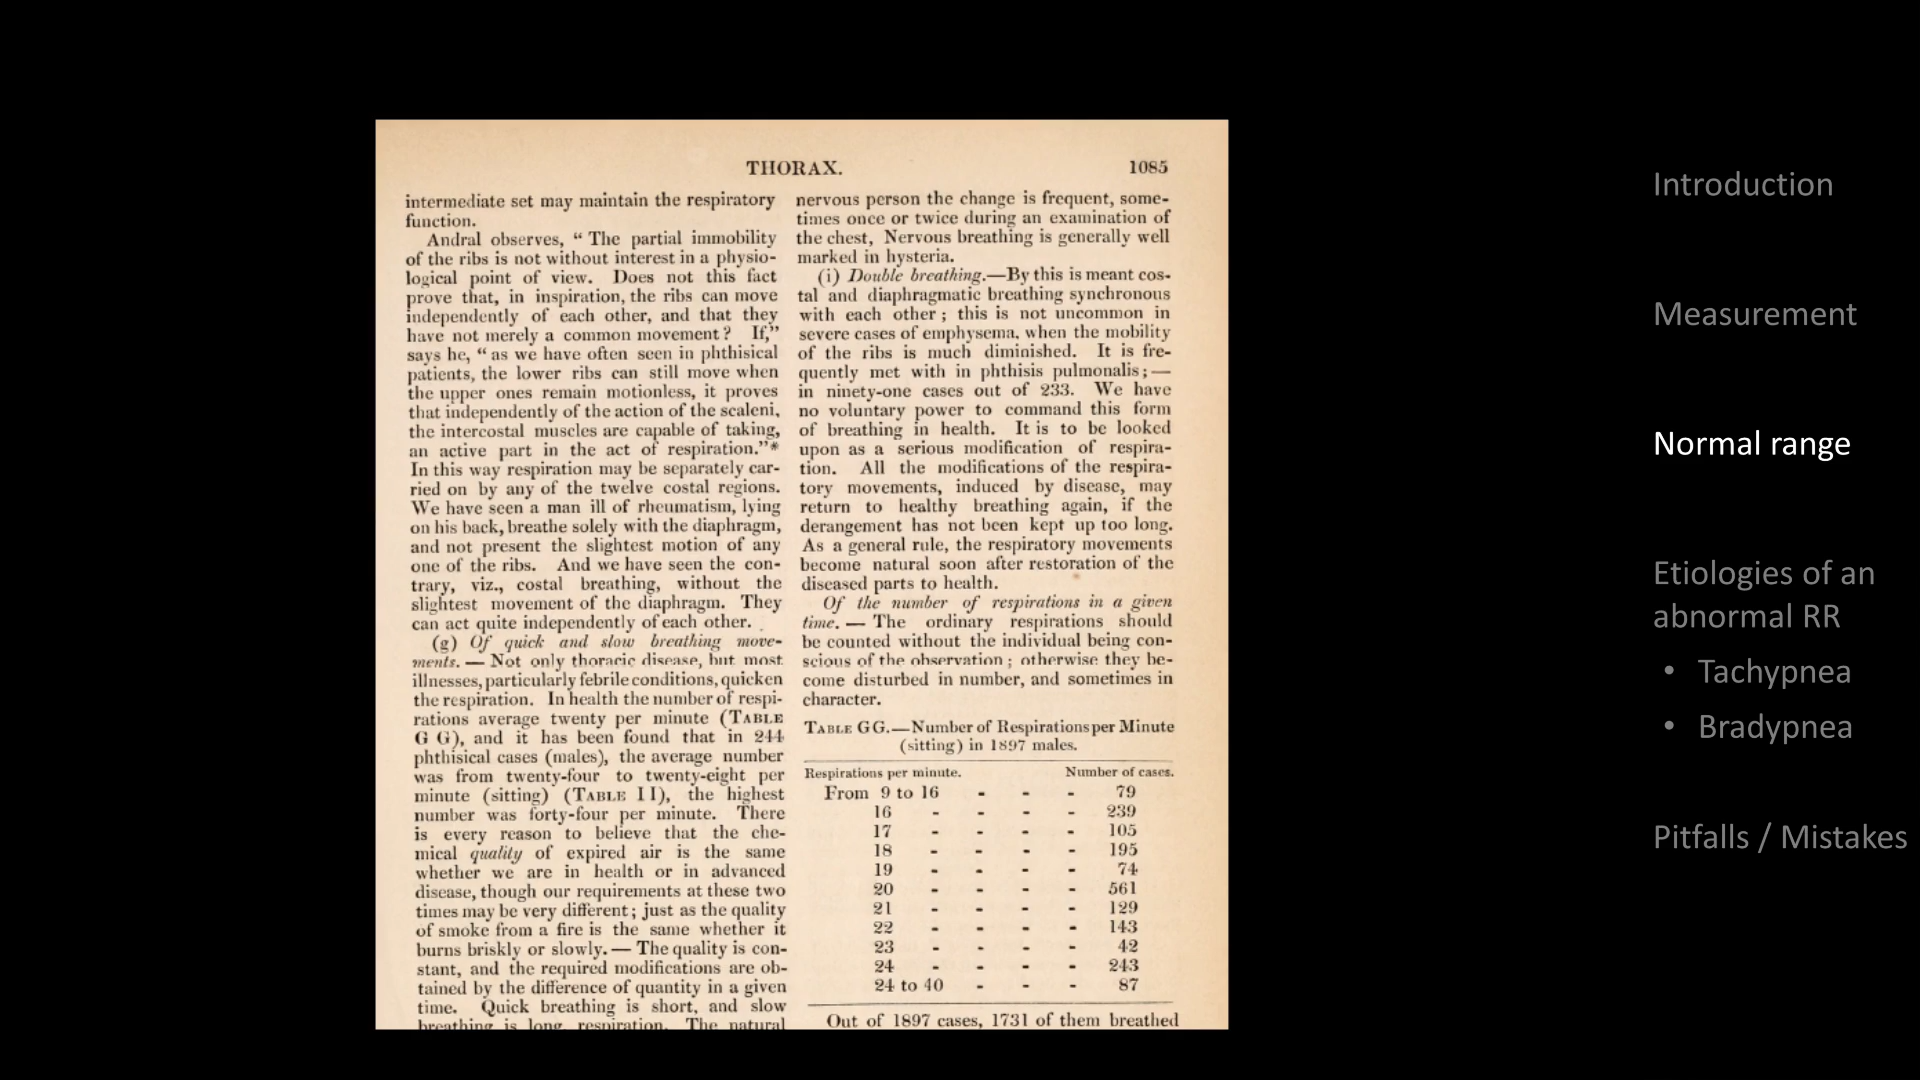 THORAX. 1085
intermediate set may maintain the respiratory
function.
Andral observes, “ The partial immobility
of the ribs is not without interest in a physio-
logical point of view. Does not this fact
prove that, in inspiration, the ribs can move
independently of each other, and that they
have not merely a common movement ? If,”
says he, “ as we have often seen in phthisical
patients, the lower ribs can still move when
the upper ones remain motionless, it proves
that independently of the action of the scaleni,
the intercostal muscles are capable of taking,
an active part in the act of respiration.”*
In this way respiration may be separately car-
ried on by any of the twelve costal regions.
We have seen a man ill of rheumatism, lying
on his back, breathe solely with the diaphragm,
and not present the slightest motion of any
one of the ribs. And we have seen the con-
trary, viz., costal breathing, without the
slightest movement of the diaphragm. They
can act quite independently of each other.
(g) Of quick and slow breathing move-
ments. — Not only thoracic disease, but most
illnesses, particularly febrile conditions, quicken
the respiration. In health the number of respi-
rations average twenty per minute (TABLE
G G), and it has been found that in 244
phthisical cases (males), the average number
was from twenty-four to twenty-eight per
minute (sitting) (TABLE II), the highest
number was forty-four per minute. There
is every reason to believe that the che-
mical quality of expired air is the same
whether we are in health or in advanced
disease, though our requirements at these two
times may be very different ; just as the quality
of smoke from a fire is the same whether it
burns briskly or slowly. — The quality is con-
stant, and the required modifications are ob-
tained by the difference of quantity in a given
time. Quick breathing is short, and slow
breathing is long, respiration. The natural
nervous person the change is frequent, some-
times once or twice during an examination of
the chest, Nervous breathing is generally well
marked in hysteria.
(i) Double breathing.—By this is meant cos-
tal and diaphragmatic breathing synchronous
with each other ; this is not uncommon in
severe cases of emphysema, when the mobility
of the ribs is much diminished. It is fre-
quently met with in phthisis pulmonalis ; —
in ninety-one cases out of 233. We have
no voluntary power to command this form
of breathing in health. It is to be looked
upon as a serious modification of respira-
tion. All the modifications of the respira-
tory movements, induced by disease, may
return to healthy breathing again, if the
derangement has not been kept up too long.
As a general rule, the respiratory movements
become natural soon after restoration of the
diseased parts to health.
Of the number of respirations in a given
time. — The ordinary respirations should
be counted without the individual being con-
scious of the observation ; otherwise they be-
come disturbed in number, and sometimes in
character.
TABLE GG.—Number of Respirations per Minute
(sitting) in 1897 males.
Respirations per minute. Number of cases.
From 9 to 16 - - - 79
16 - - - - 239
17 - - - - 105
18 - - - - 195
19 - - - - 74
20 - - - - 561
21 - - - - 129
22 - - - - 143
23 - - - - 42
24 - - - - 243
24 to 40 - - - 87
Out of 1897 cases, 1731 of them breathed
Introduction
Measurement
Normal range
Etiologies of an
abnormal RR
• Tachypnea
• Bradypnea
Pitfalls / Mistakes